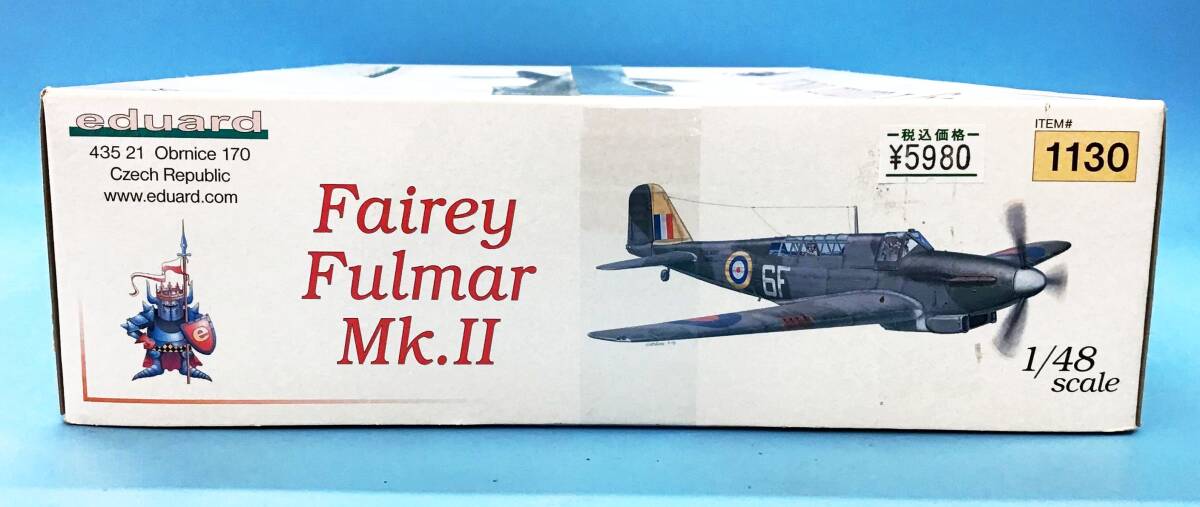 eduard
435 21 Obrnice 170
Czech Republic
www.eduard.com
Fairey
Fulmar
Mk.II
税込価格
¥5980
ITEM#
1130
6F
1/48
scale
e